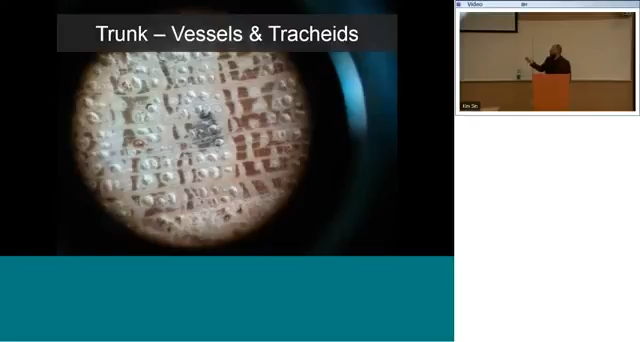 Trunk – Vessels & Tracheids
Video
Kim Sin